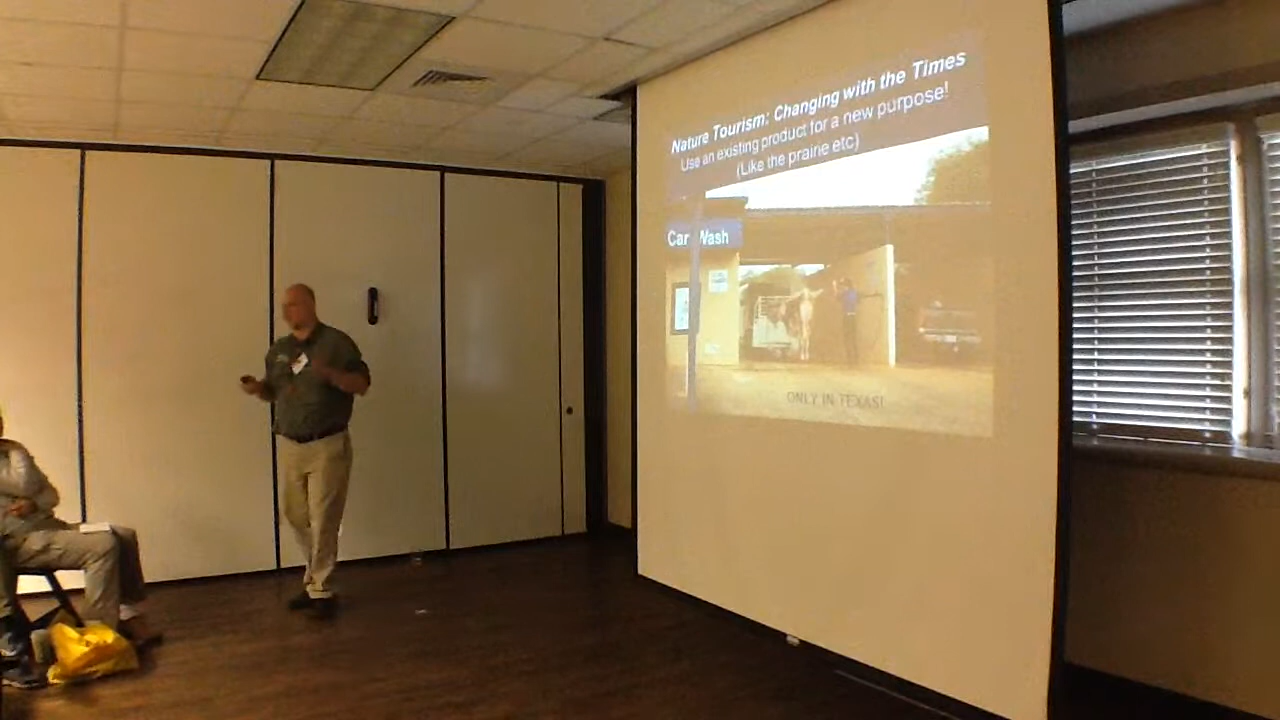 Nature Tourism: Changing with the Times
Use an existing product for a new purpose!
(Like the prairie etc)
Car Wash
ONLY IN TEXAS!